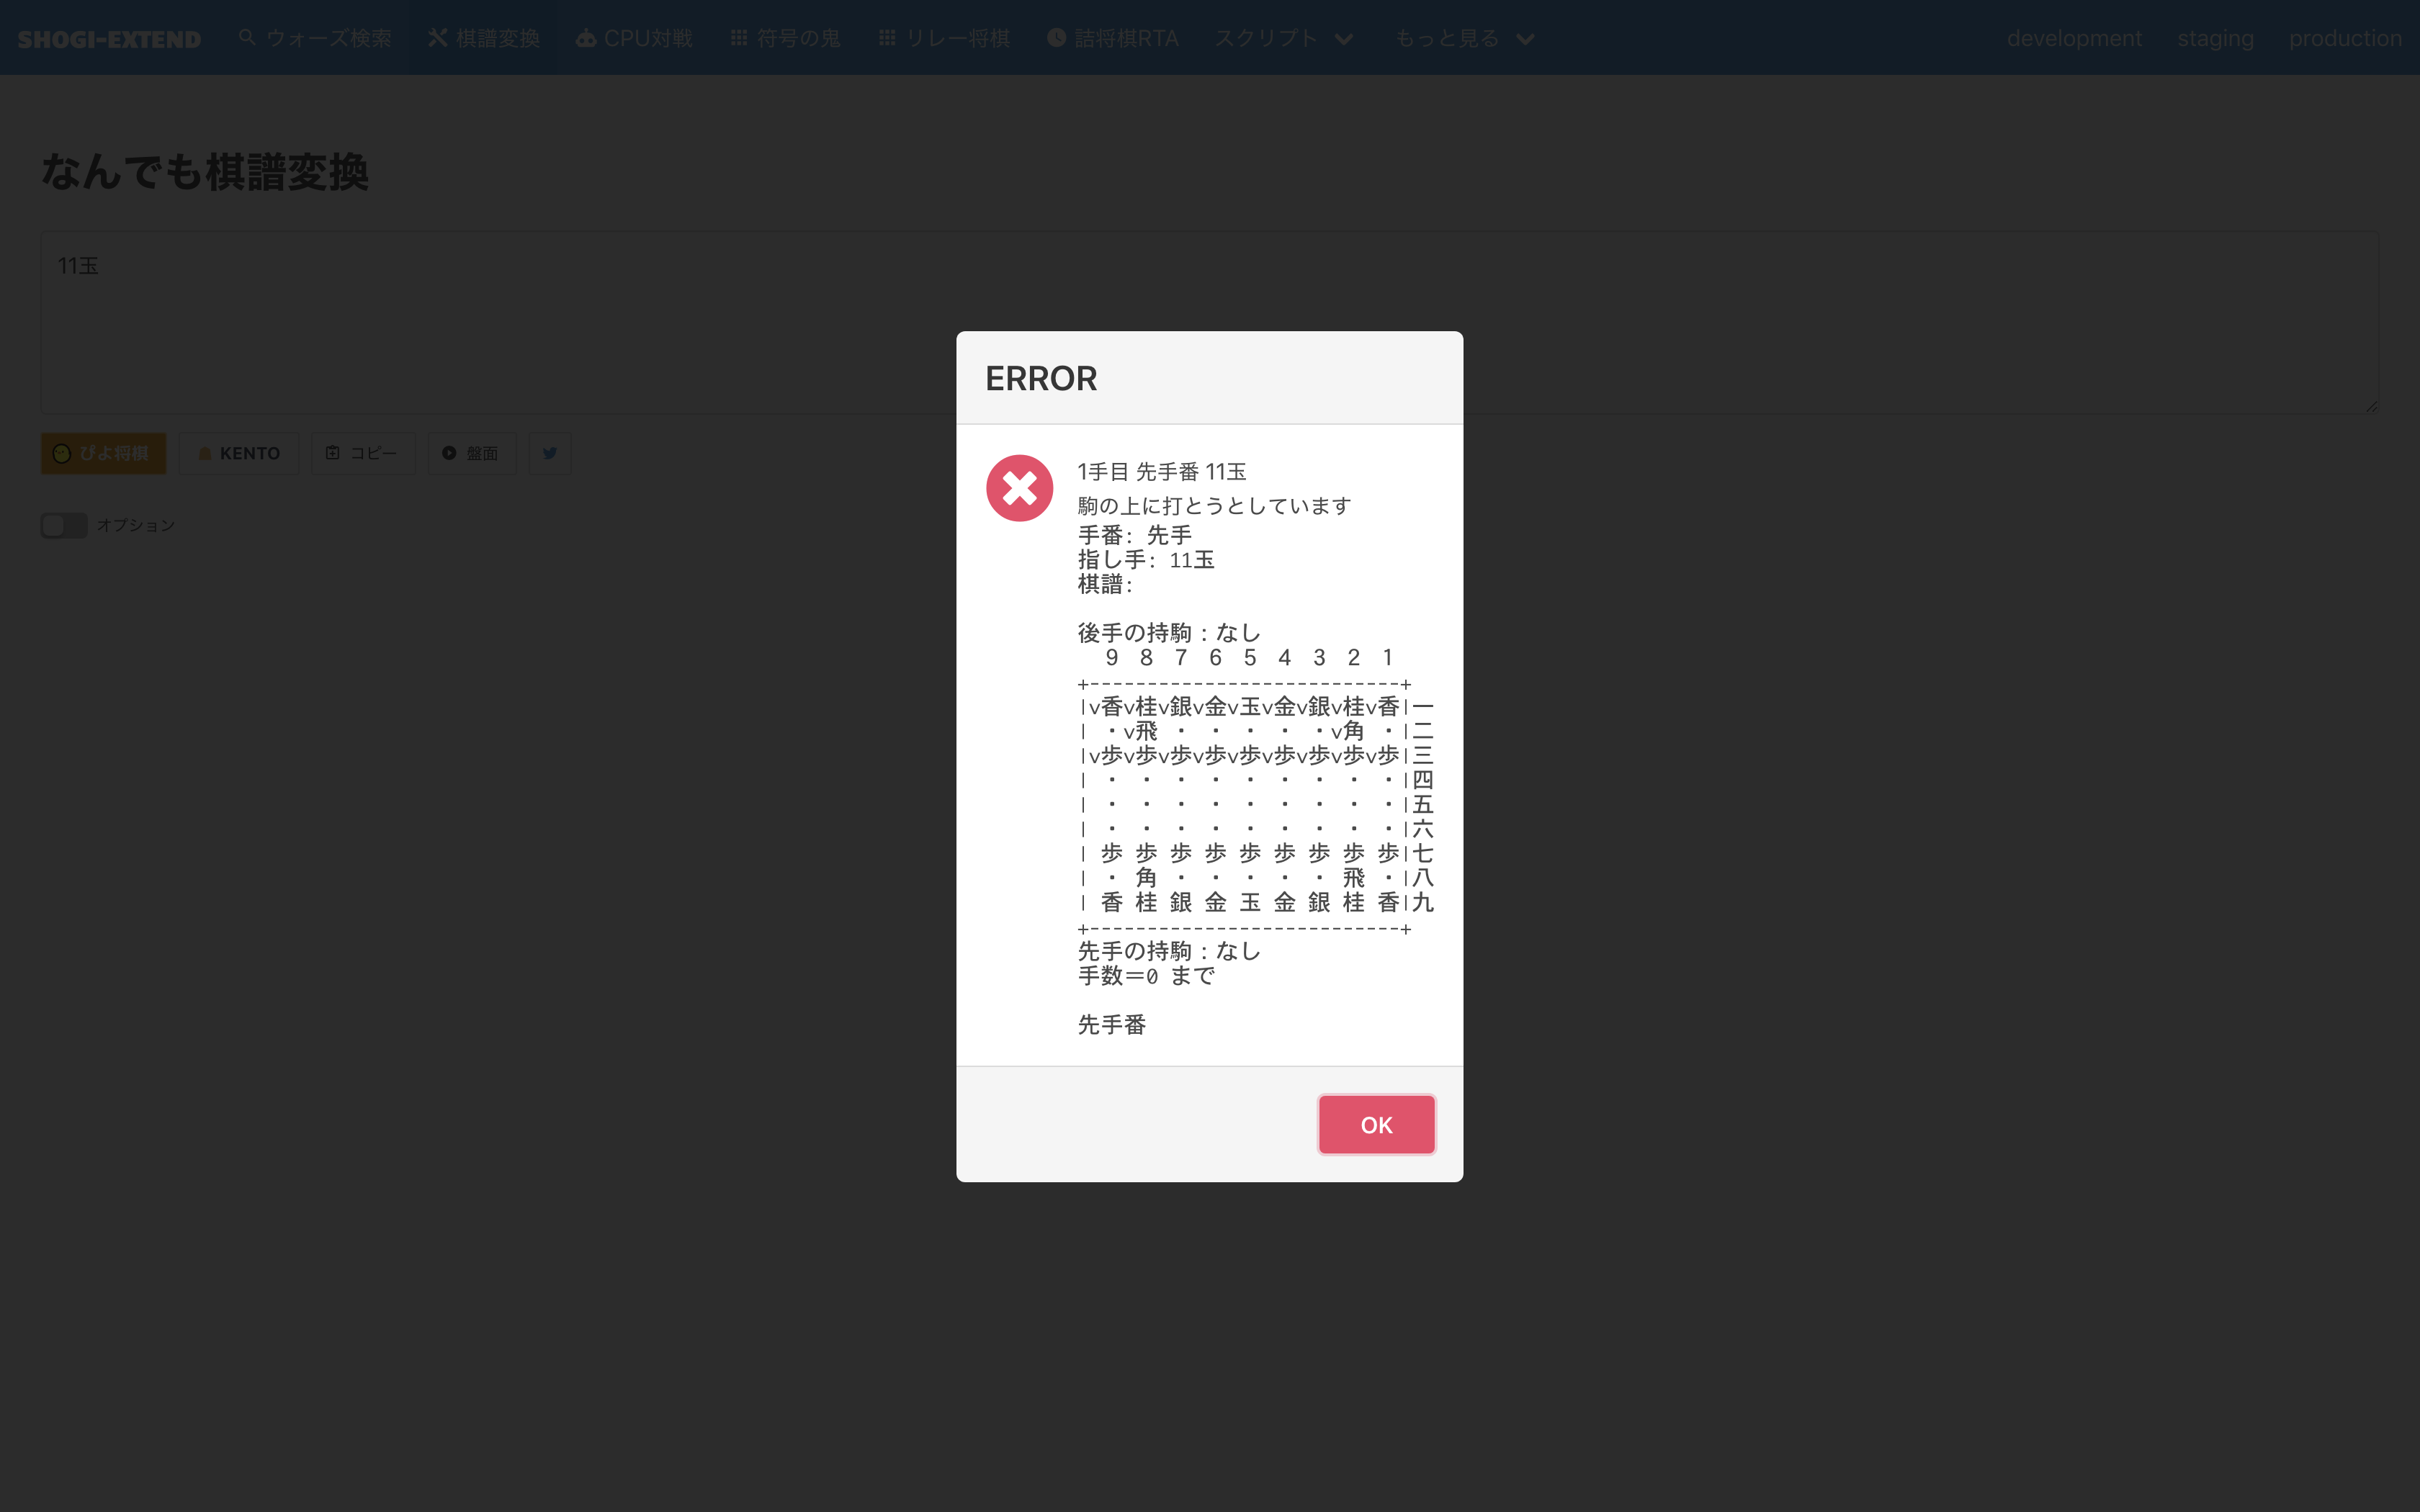 SHOGI-EXTEND ウォーズ検索 棋譜変換 CPU対戦 符号の鬼 リレー将棋 詰将棋RTA スクリプト もっと見る development staging production
なんでも棋譜変換
11玉
ぴよ将棋 KENTO コピー 盤面
オプション
ERROR
1手目 先手番 11玉
駒の上に打とうとしています
手番: 先手
指し手: 11玉
棋譜:
後手の持駒：なし
  9  8  7  6  5  4  3  2  1
+---------------------------+
|v香v桂v銀v金v玉v金v銀v桂v香|一
| ・v飛 ・ ・ ・ ・ ・v角 ・|二
|v歩v歩v歩v歩v歩v歩v歩v歩v歩|三
| ・ ・ ・ ・ ・ ・ ・ ・ ・|四
| ・ ・ ・ ・ ・ ・ ・ ・ ・|五
| ・ ・ ・ ・ ・ ・ ・ ・ ・|六
| 歩 歩 歩 歩 歩 歩 歩 歩 歩|七
| ・ 角 ・ ・ ・ ・ ・ 飛 ・|八
| 香 桂 銀 金 玉 金 銀 桂 香|九
+---------------------------+
先手の持駒：なし
手数＝0 まで
先手番
OK